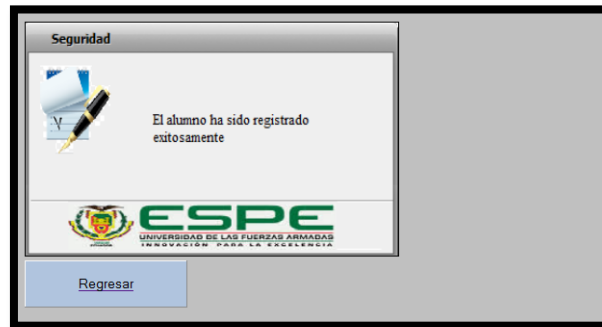 Seguridad
El alumno ha sido registrado
exitosamente
ESPE
UNIVERSIDAD DE LAS FUERZAS ARMADAS
INNOVACIÓN PARA LA EXCELENCIA
Regresar